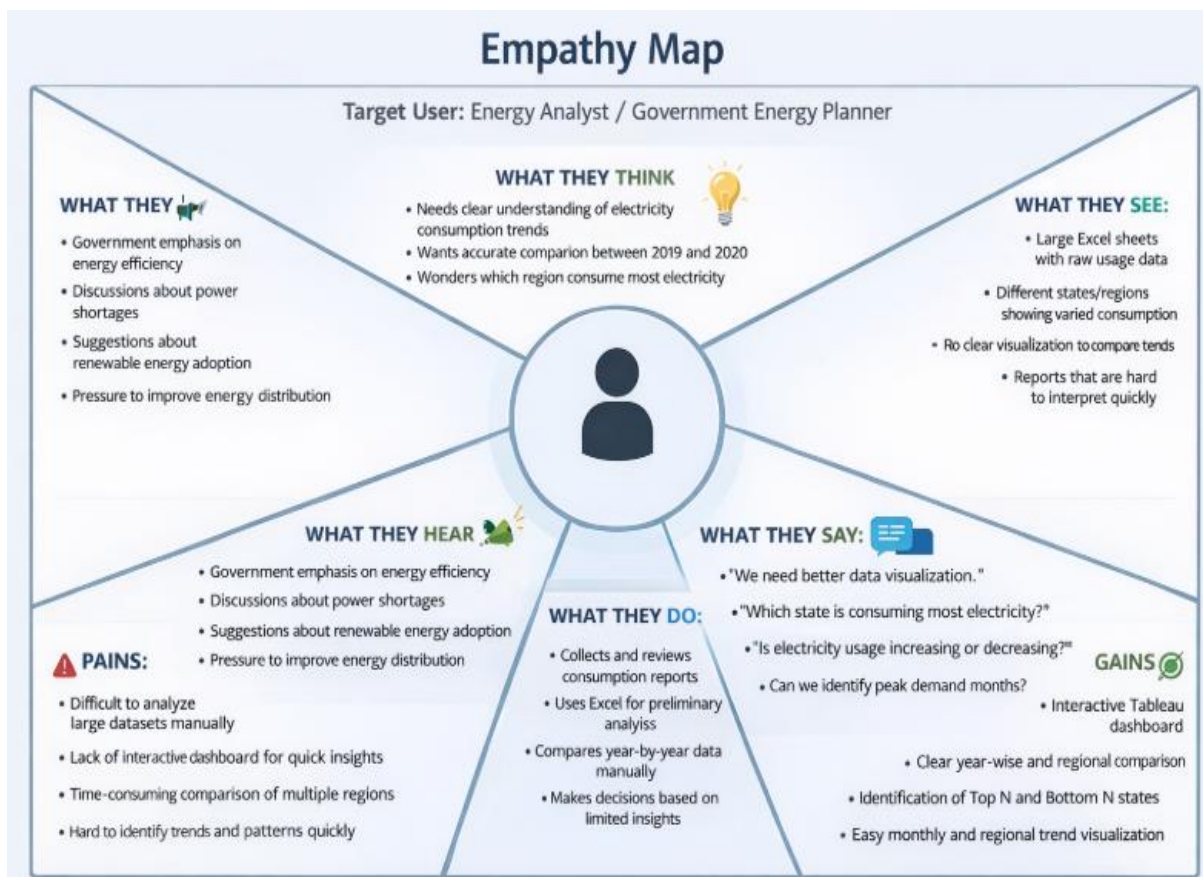 Empathy Map
Target User: Energy Analyst / Government Energy Planner
WHAT THEY
• Government emphasis on
energy efficiency
• Discussions about power
shortages
• Suggestions about
renewable energy adoption
• Pressure to improve energy distribution
WHAT THEY THINK
• Needs clear understanding of electricity
consumption trends
• Wants accurate comparion between 2019 and 2020
• Wonders which region consume most electricity
WHAT THEY SEE:
• Large Excel sheets
with raw usage data
• Different states/regions
showing varied consumption
• Ro clear visualization to compare tends
• Reports that are hard
to interpret quickly
WHAT THEY HEAR
• Government emphasis on energy efficiency
• Discussions about power shortages
• Suggestions about renewable energy adoption
• Pressure to improve energy distribution
PAINS:
• Difficult to analyze
large datasets manually
• Lack of interactive dashboard for quick insights
• Time-consuming comparison of multiple regions
• Hard to identify trends and patterns quickly
WHAT THEY DO:
• Collects and reviews
consumption reports
• Uses Excel for preliminary
analyiss
• Compares year-by-year data
manually
• Makes decisions based on
limited insights
WHAT THEY SAY:
• "We need better data visualization."
• "Which state is consuming most electricity?"
• "Is electricity usage increasing or decreasing?"
• Can we identify peak demand months?
GAINS
• Interactive Tableau
dashboard
• Clear year-wise and regional comparison
• Identification of Top N and Bottom N states
• Easy monthly and regional trend visualization